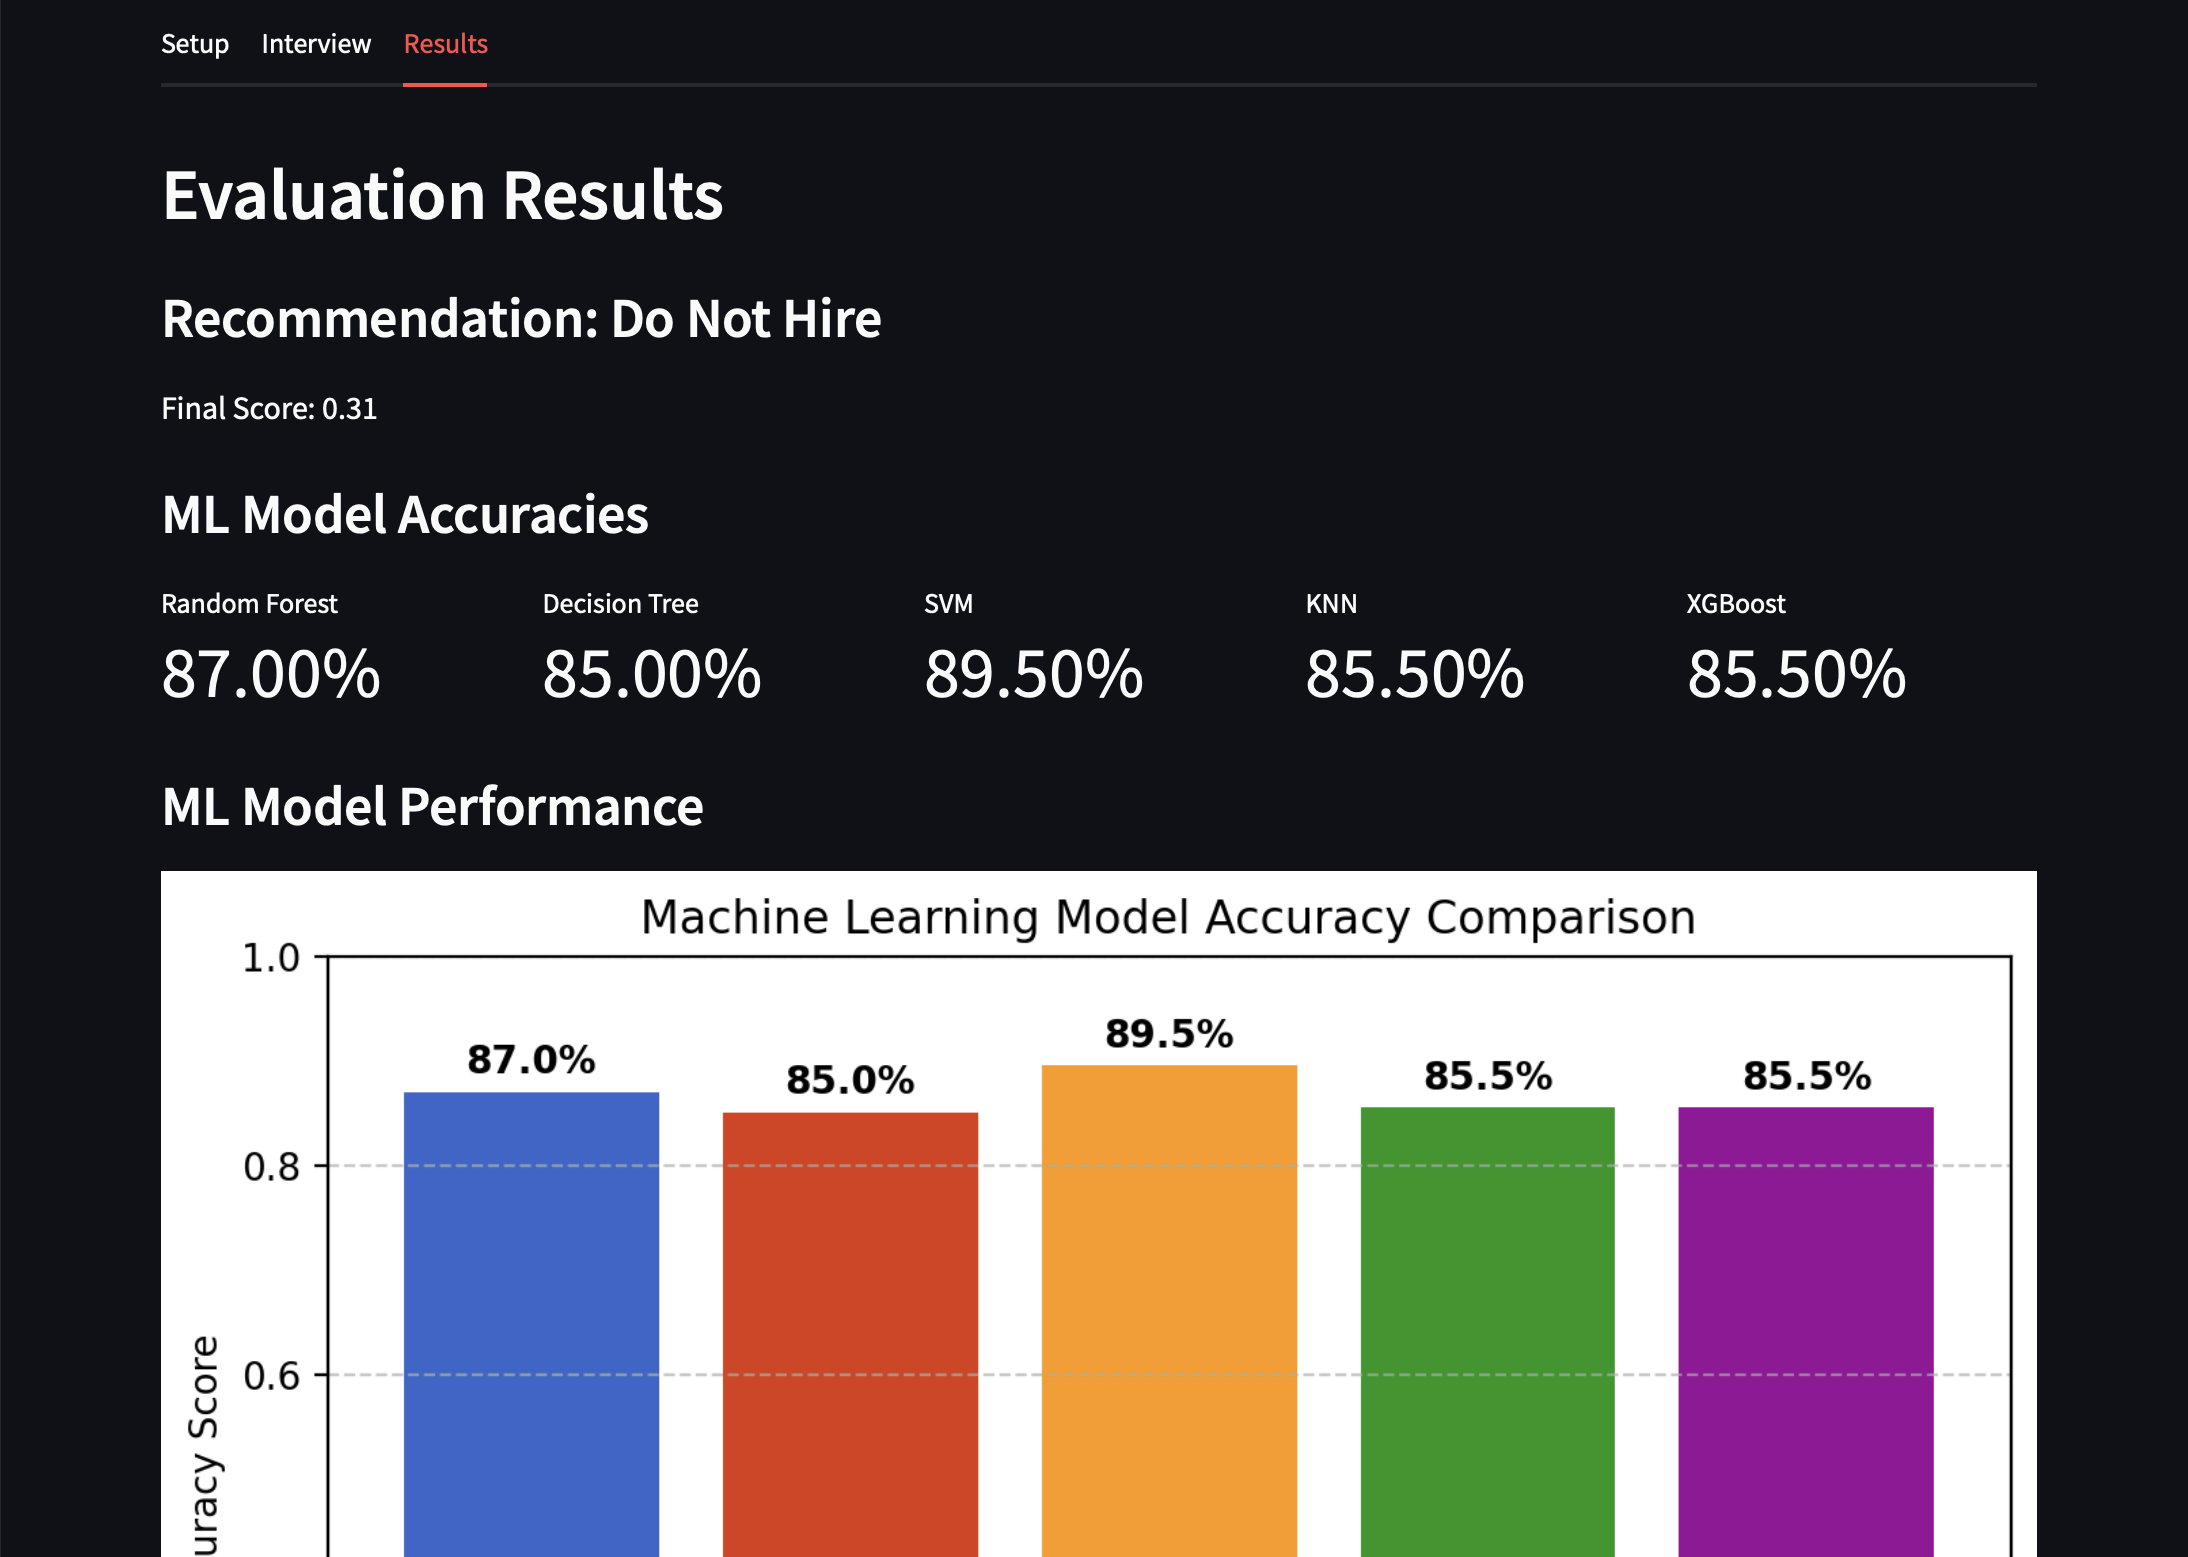 Setup Interview Results
Evaluation Results
Recommendation: Do Not Hire
Final Score: 0.31
ML Model Accuracies
Random Forest Decision Tree SVM KNN XGBoost
87.00% 85.00% 89.50% 85.50% 85.50%
ML Model Performance
Machine Learning Model Accuracy Comparison
1.0
89.5%
87.0% 85.0% 85.5% 85.5%
0.8
0.6
uracy Score